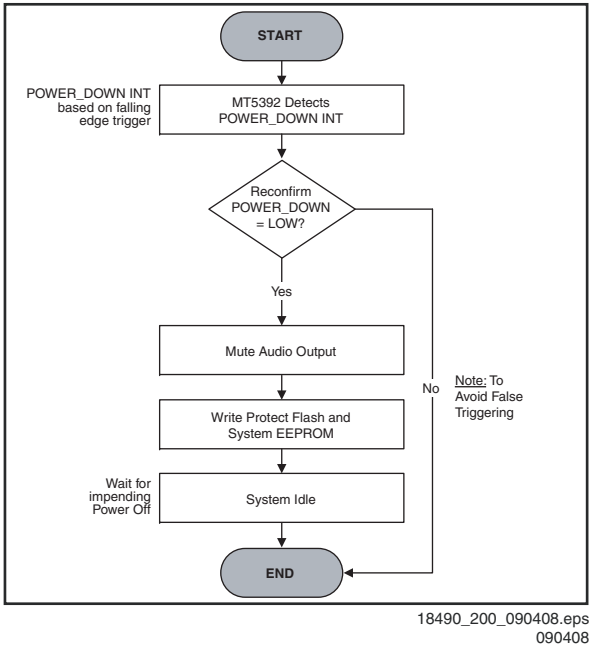 START
POWER_DOWN INT
based on falling
edge trigger
MT5392 Detects
POWER_DOWN INT
Reconfirm
POWER_DOWN
= LOW?
Yes
Mute Audio Output
No
Note: To
Avoid False
Triggering
Write Protect Flash and
System EEPROM
Wait for
impending
Power Off
System Idle
END
18490_200_090408.eps
090408